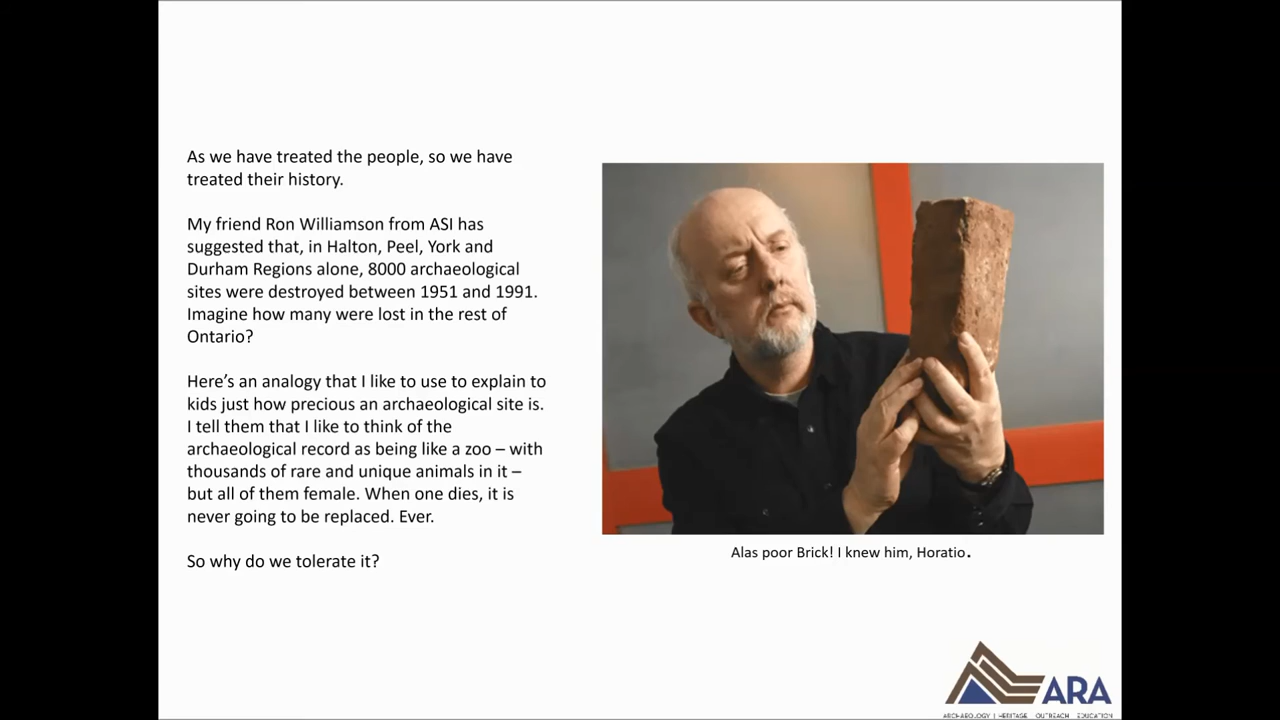 As we have treated the people, so we have
treated their history.
My friend Ron Williamson from ASI has
suggested that, in Halton, Peel, York and
Durham Regions alone, 8000 archaeological
sites were destroyed between 1951 and 1991.
Imagine how many were lost in the rest of
Ontario?
Here’s an analogy that I like to use to explain to
kids just how precious an archaeological site is.
I tell them that I like to think of the
archaeological record as being like a zoo – with
thousands of rare and unique animals in it –
but all of them female. When one dies, it is
never going to be replaced. Ever.
So why do we tolerate it?
Alas poor Brick! I knew him, Horatio.
ARA
ARCHAEOLOGY | HERITAGE OUTREACH EDUCATION